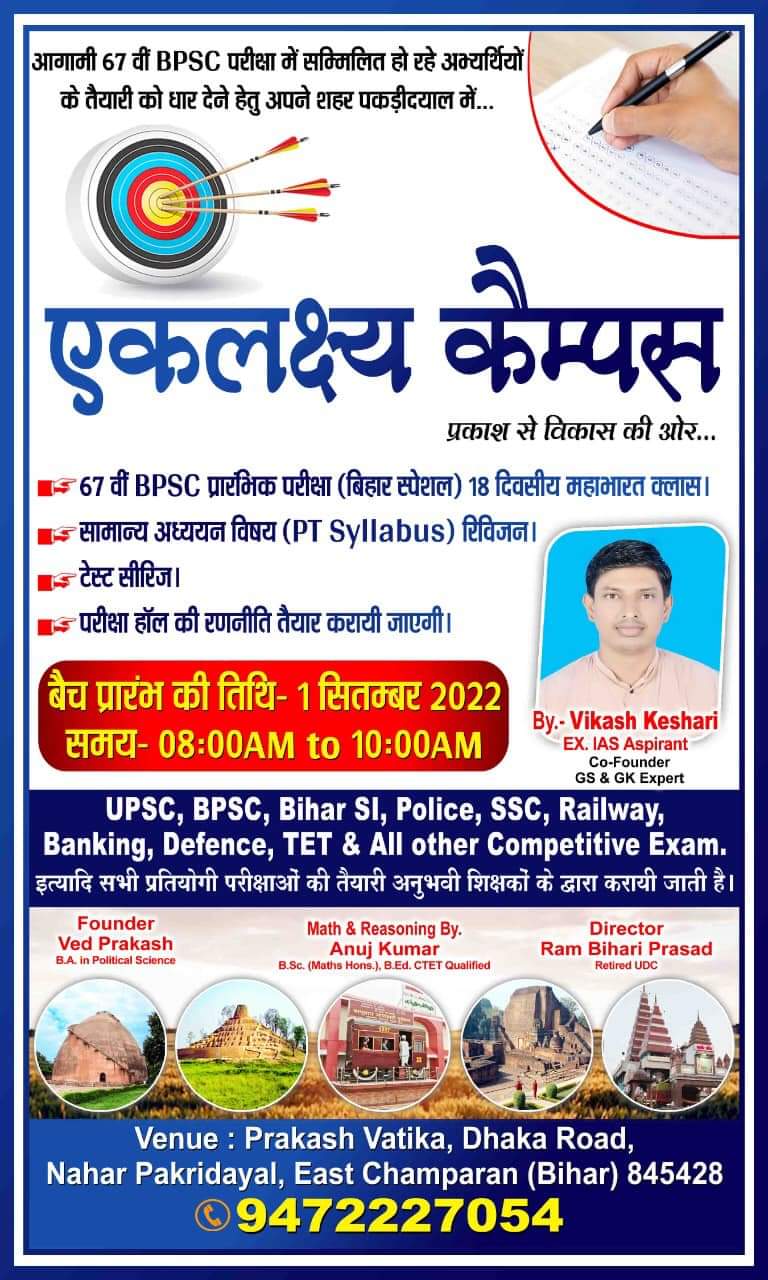 आगामी 67 वीं BPSC परीक्षा में सम्मिलित हो रहे अभ्यर्थियों
के तैयारी को धार देने हेतु अपने शहर पकड़ीदयाल में...
एकलक्ष्य कैम्पस
प्रकाश से विकास की ओर...
67 वीं BPSC प्रारंभिक परीक्षा (बिहार स्पेशल) 18 दिवसीय महाभारत क्लास।
सामान्य अध्ययन विषय (PT Syllabus) रिविजन।
टेस्ट सीरिज।
परीक्षा हॉल की रणनीति तैयार करायी जाएगी।
बैच प्रारंभ की तिथि- 1 सितम्बर 2022
समय- 08:00AM to 10:00AM
By.- Vikash Keshari
EX. IAS Aspirant
Co-Founder
GS & GK Expert
UPSC, BPSC, Bihar SI, Police, SSC, Railway,
Banking, Defence, TET & All other Competitive Exam.
इत्यादि सभी प्रतियोगी परीक्षाओं की तैयारी अनुभवी शिक्षकों के द्वारा करायी जाती है।
Founder
Ved Prakash
B.A. in Political Science
Math & Reasoning By.
Anuj Kumar
B.Sc. (Maths Hons.), B.Ed. CTET Qualified
Director
Ram Bihari Prasad
Retired UDC
Venue : Prakash Vatika, Dhaka Road,
Nahar Pakridayal, East Champaran (Bihar) 845428
9472227054